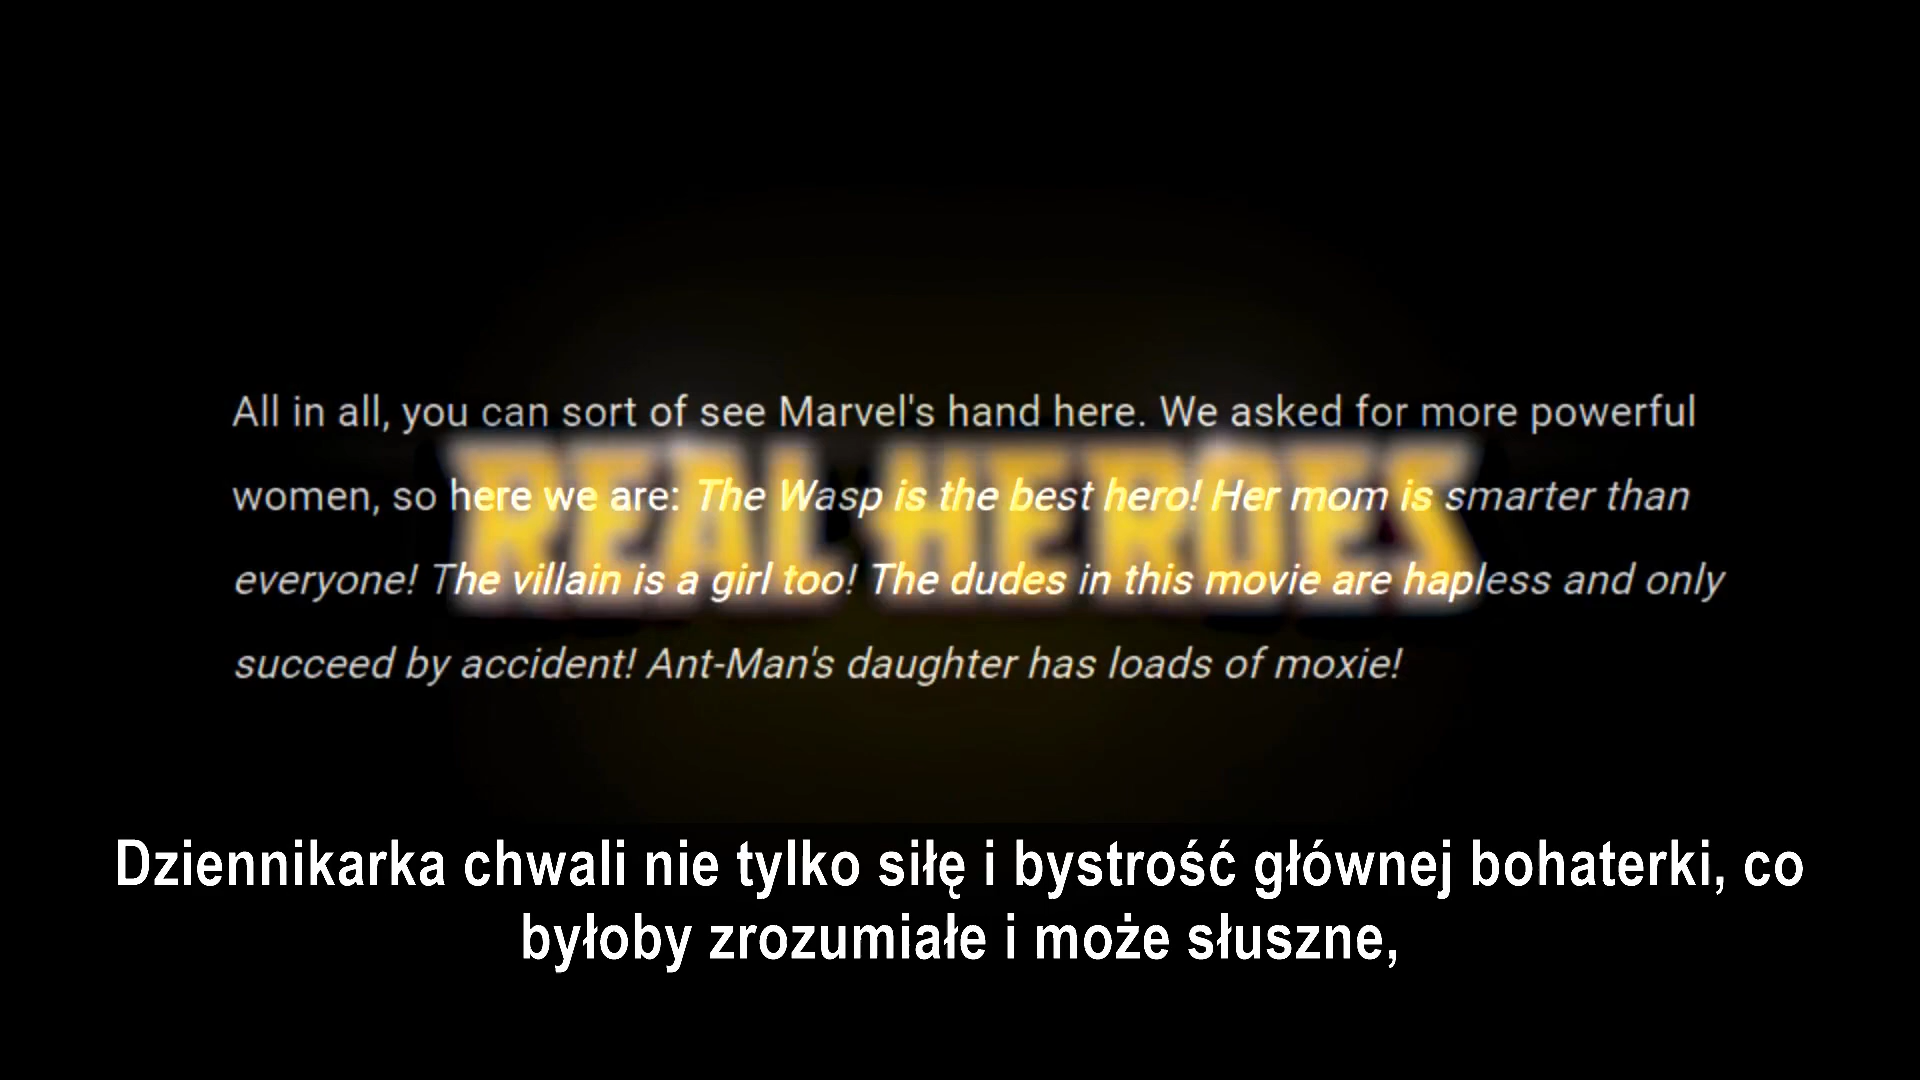 All in all, you can sort of see Marvel's hand here. We asked for more powerful
REAL HEROES
women, so here we are: The Wasp is the best hero! Her mom is smarter than
everyone! The villain is a girl too! The dudes in this movie are hapless and only
succeed by accident! Ant-Man's daughter has loads of moxie!
Dziennikarka chwali nie tylko siłę i bystrość głównej bohaterki, co
byłoby zrozumiałe i może słuszne,